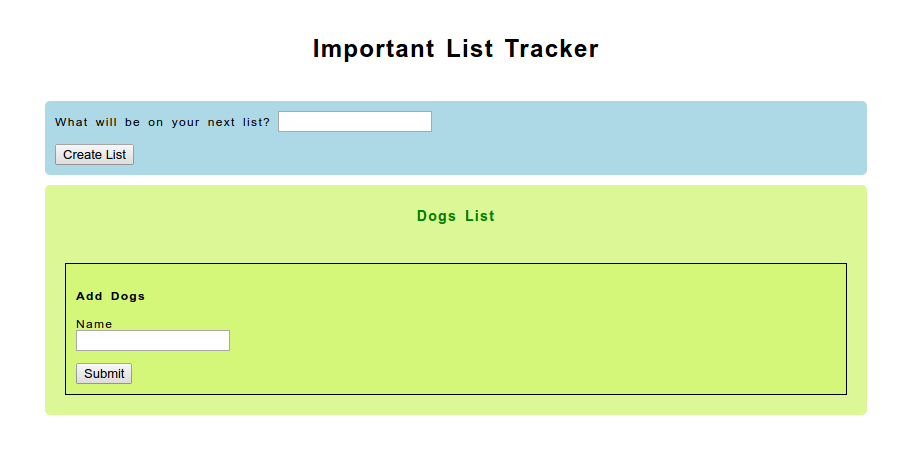 Important List Tracker
What will be on your next list?
Create List
Dogs List
Add Dogs
Name
Submit